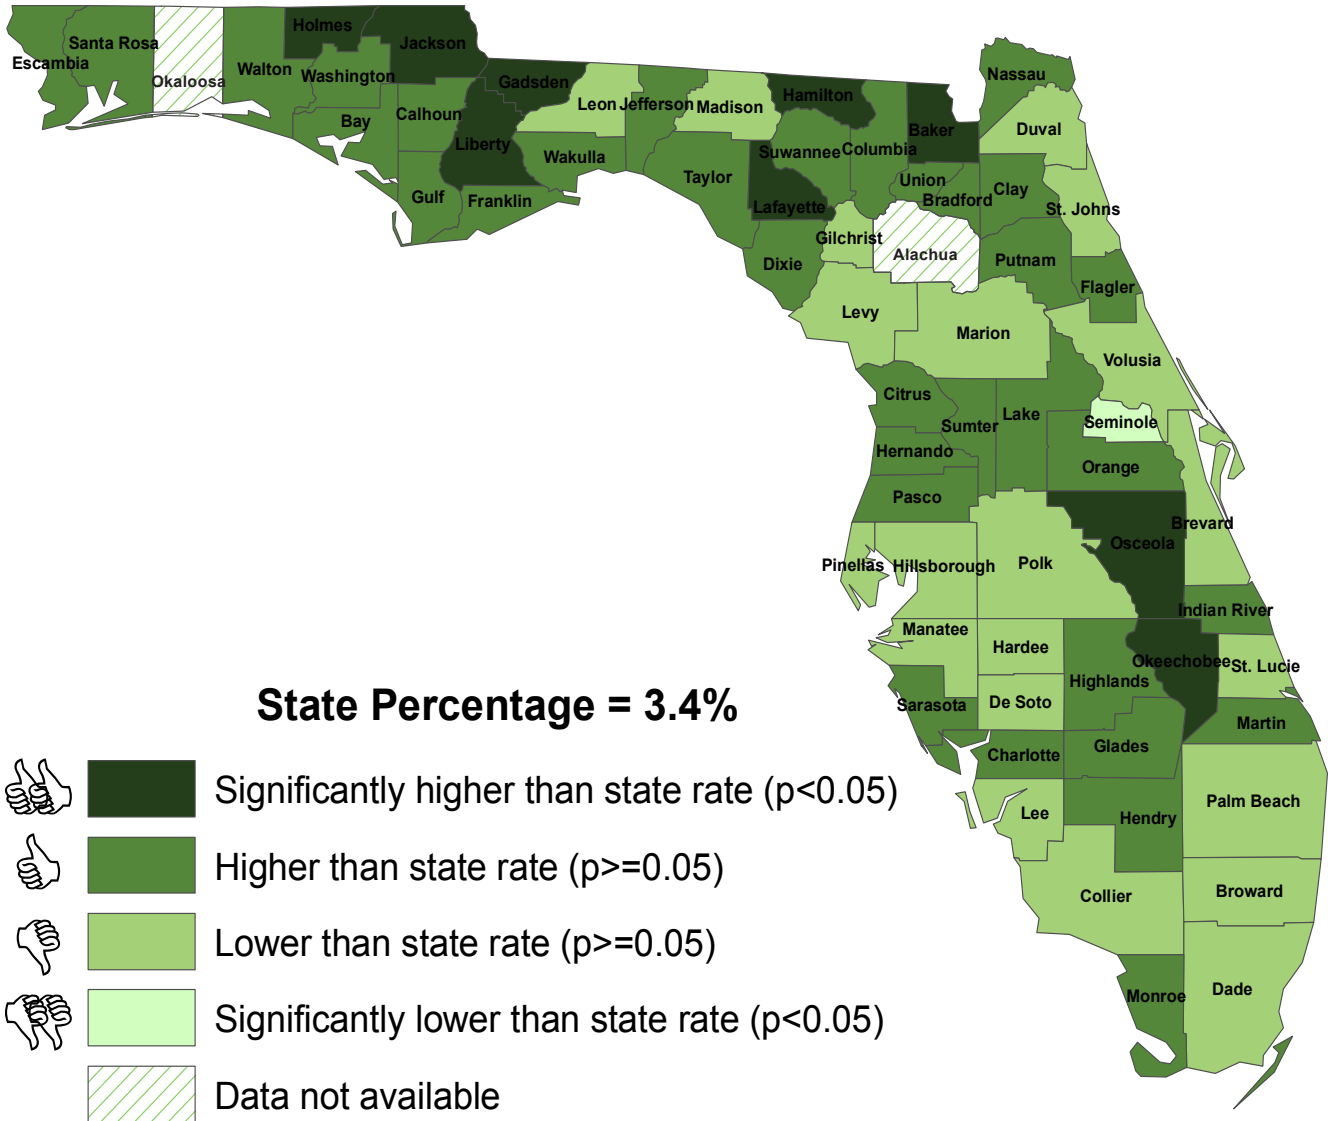 Holmes
Jackson
Santa Rosa
Escambia
Okaloosa
Walton
Washington
Gadsden
Bay
Calhoun
Liberty
Leon
Jefferson
Madison
Hamilton
Nassau
Baker
Duval
Wakulla
Suwannee
Columbia
Gulf
Franklin
Taylor
Lafayette
Union
Bradford
Clay
St. Johns
Gilchrist
Alachua
Dixie
Putnam
Flagler
Levy
Marion
Volusia
Citrus
Sumter
Lake
Seminole
Hernando
Orange
Pasco
Brevard
Osceola
Pinellas
Hillsborough
Polk
Indian River
Manatee
Hardee
Okeechobee
St. Lucie
Highlands
Sarasota
De Soto
Martin
Charlotte
Glades
Lee
Hendry
Palm Beach
Collier
Broward
Monroe
Dade
State Percentage = 3.4%
Significantly higher than state rate (p<0.05)
Higher than state rate (p>=0.05)
Lower than state rate (p>=0.05)
Significantly lower than state rate (p<0.05)
Data not available